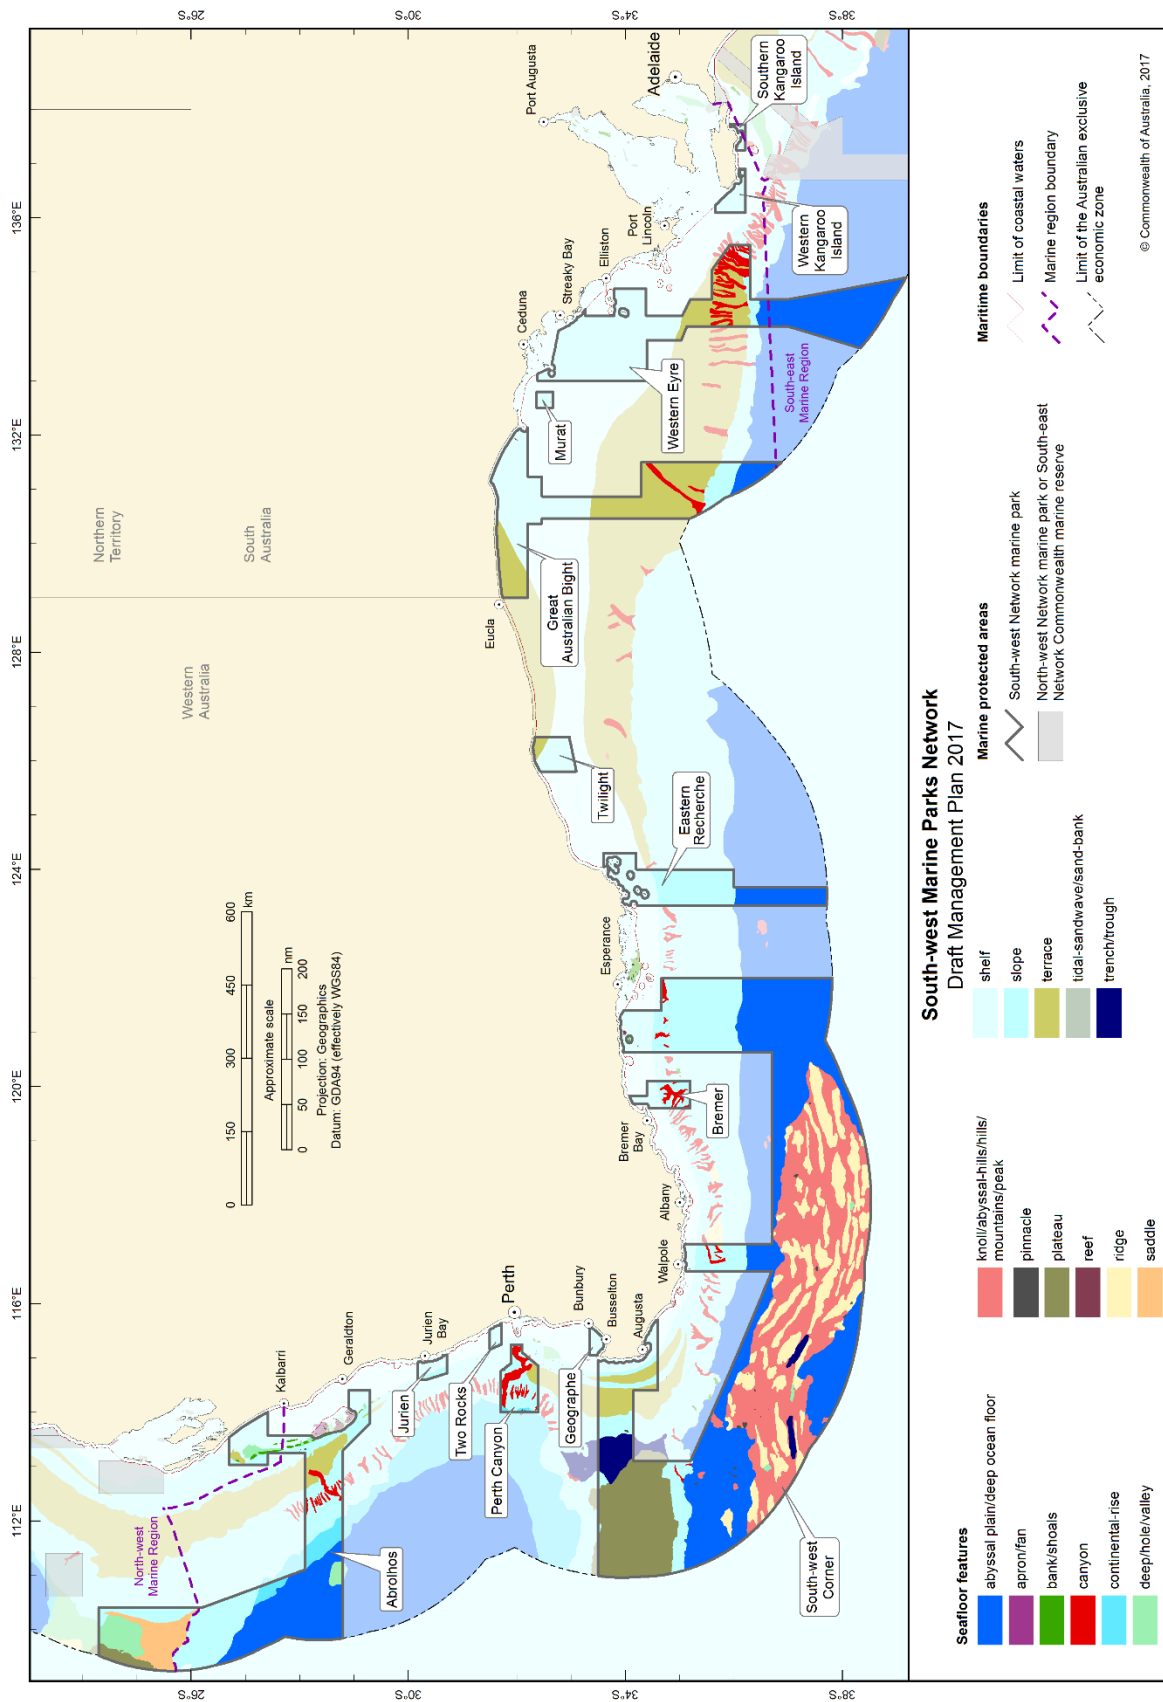 112°E
116°E
120°E
124°E
128°E
132°E
136°E
26°S
30°S
34°S
38°S
26°S
30°S
34°S
38°S
Western
Australia
Northern
Territory
South
Australia
North-west
Marine Region
South-east
Marine Region
Kalbarri
Geraldton
Jurien
Bay
Perth
Bunbury
Busselton
Augusta
Walpole
Albany
Bremer
Bay
Esperance
Eucla
Ceduna
Streaky Bay
Elliston
Port
Lincoln
Port Augusta
Adelaide
Abrolhos
Jurien
Two Rocks
Perth Canyon
Geographe
South-west
Corner
Bremer
Eastern
Recherche
Twilight
Great
Australian Bight
Murat
Western Eyre
Western
Kangaroo
Island
Southern
Kangaroo
Island
0 150 300 450 600
km
Approximate scale
nm
0 50 100 150 200
Projection: Geographics
Datum: GDA94 (effectively WGS84)
South-west Marine Parks Network
Draft Management Plan 2017
Seafloor features
abyssal plain/deep ocean floor
apron/fan
bank/shoals
canyon
continental-rise
deep/hole/valley
knoll/abyssal-hills/hills/
mountains/peak
pinnacle
plateau
reef
ridge
saddle
shelf
slope
terrace
tidal-sandwave/sand-bank
trench/trough
Marine protected areas
South-west Network marine park
North-west Network marine park or South-east
Network Commonwealth marine reserve
Maritime boundaries
Limit of coastal waters
Marine region boundary
Limit of the Australian exclusive
economic zone
© Commonwealth of Australia, 2017